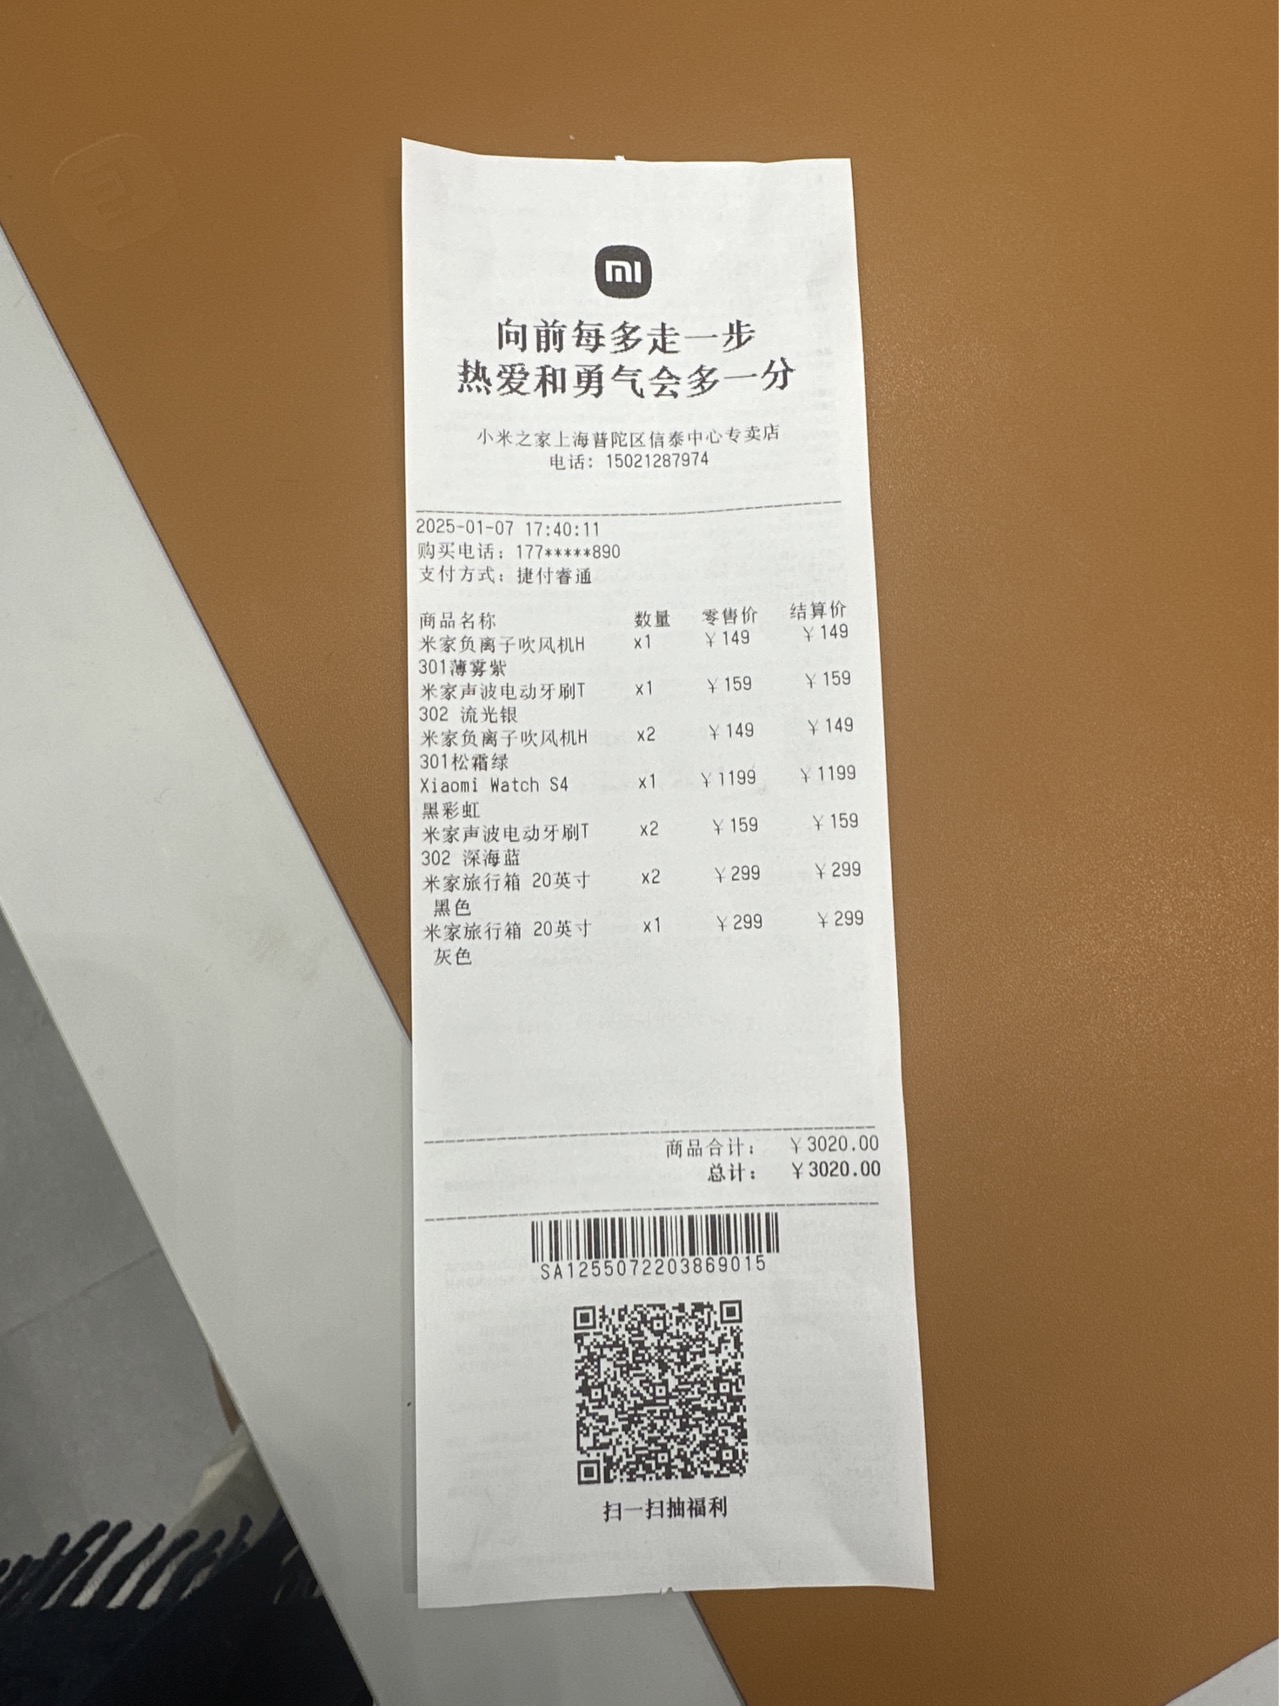 mi
向前每多走一步
热爱和勇气会多一分
小米之家上海普陀区信泰中心专卖店
电话: 15021287974
2025-01-07 17:40:11
购买电话: 177*****890
支付方式: 捷付睿通
商品名称 数量 零售价 结算价
米家负离子吹风机H x1 ￥149 ￥149
301薄雾紫
米家声波电动牙刷T x1 ￥159 ￥159
302 流光银
米家负离子吹风机H x2 ￥149 ￥149
301松霜绿
Xiaomi Watch S4 x1 ￥1199 ￥1199
黑彩虹
米家声波电动牙刷T x2 ￥159 ￥159
302 深海蓝
米家旅行箱 20英寸 x2 ￥299 ￥299
黑色
米家旅行箱 20英寸 x1 ￥299 ￥299
灰色
商品合计: ￥3020.00
总计: ￥3020.00
SA1255072203869015
扫一扫抽福利